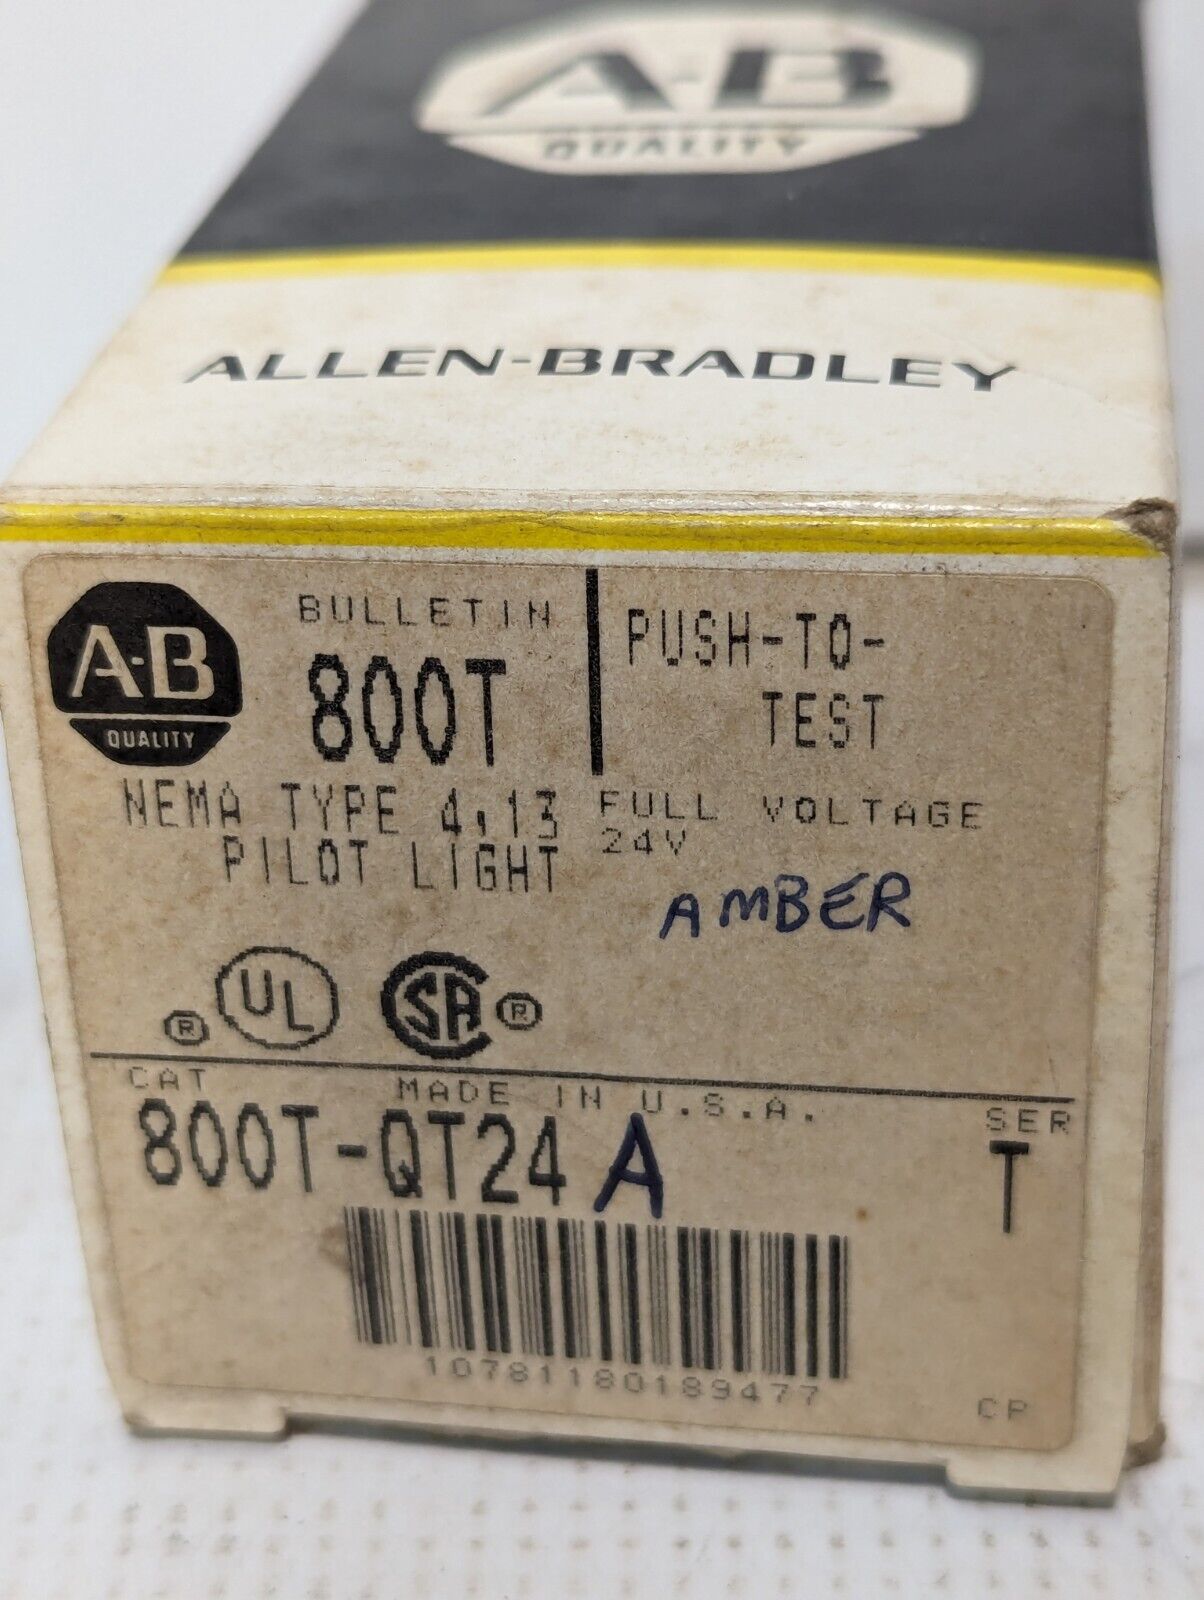 A-B
QUALITY
ALLEN-BRADLEY
A-B
QUALITY
BULLETIN
800T
PUSH-TO-
TEST
NEMA TYPE 4,13
PILOT LIGHT
FULL VOLTAGE
24V
AMBER
® UL CSA ®
CAT
MADE IN U.S.A.
SER
800T-QT24 A
T
10781180189477
CP